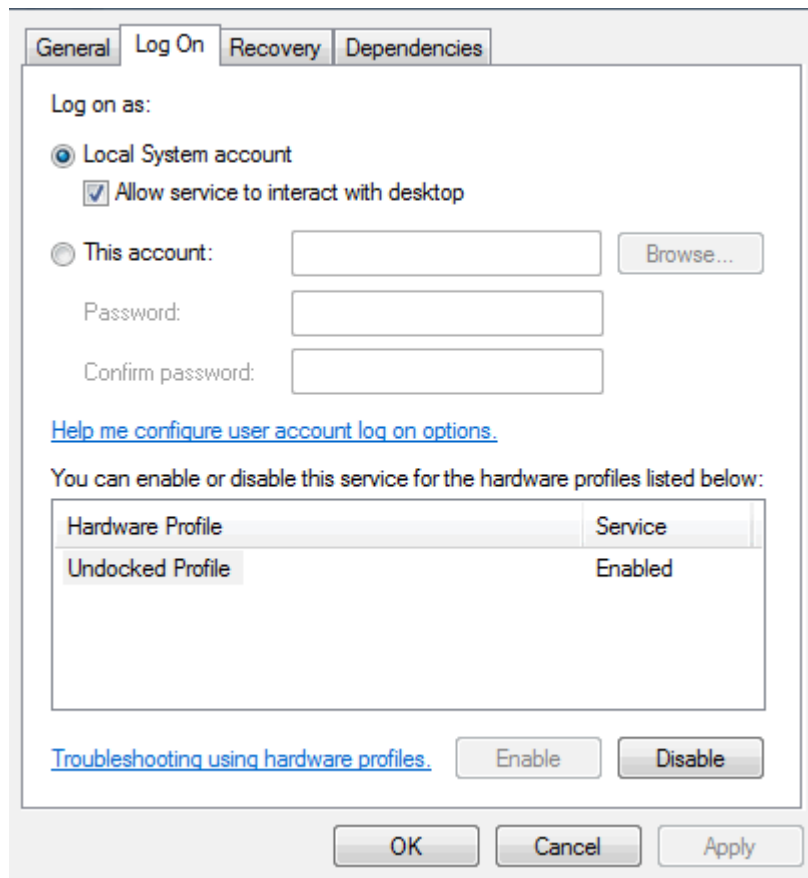 General Log On Recovery Dependencies
Log on as:
Local System account
Allow service to interact with desktop
This account: Browse...
Password:
Confirm password:
Help me configure user account log on options.
You can enable or disable this service for the hardware profiles listed below:
Hardware Profile Service
Undocked Profile Enabled
Troubleshooting using hardware profiles. Enable Disable
OK Cancel Apply